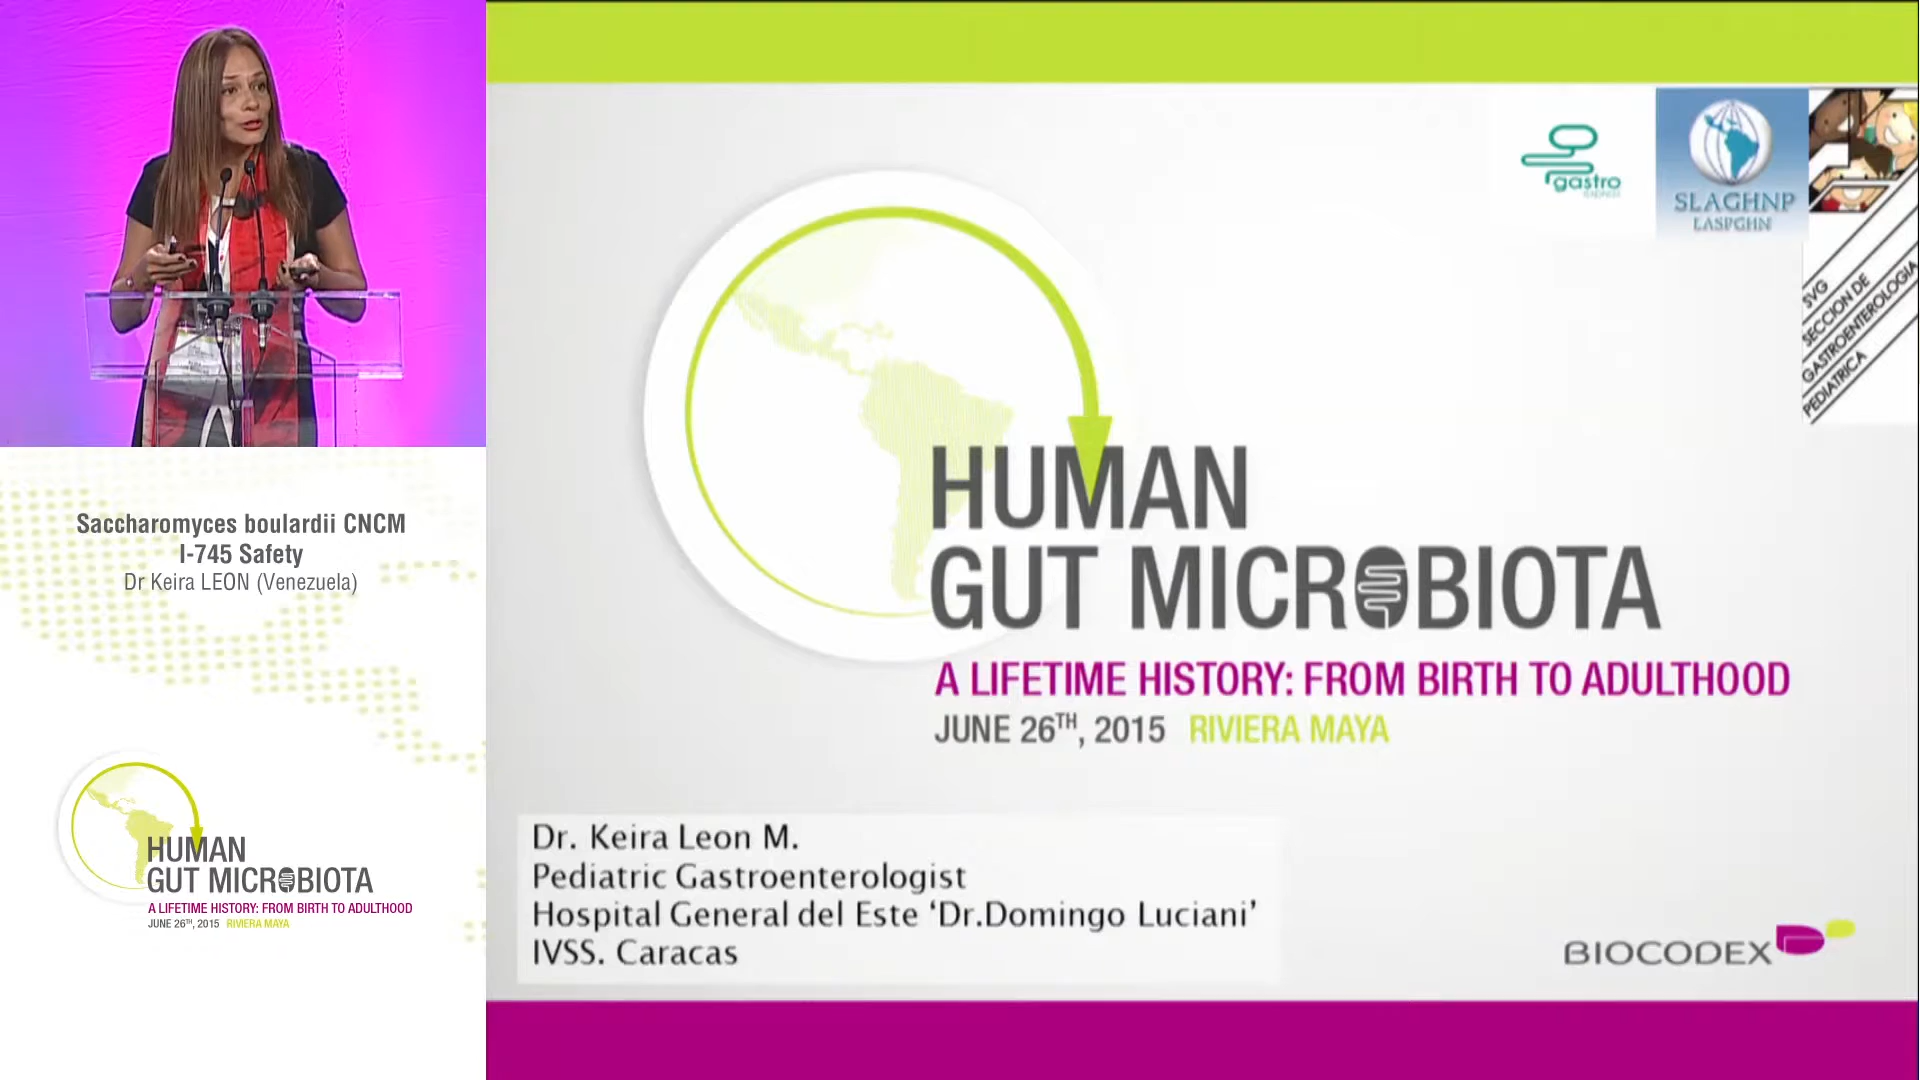 Saccharomyces boulardii CNCM
I-745 Safety
Dr Keira LEON (Venezuela)
HUMAN
GUT MICROBIOTA
A LIFETIME HISTORY: FROM BIRTH TO ADULTHOOD
JUNE 26TH, 2015 RIVIERA MAYA
gastro
SLAGHNP
LASPGHN
SVG
SECCION DE
GASTROENTEROLOGIA
PEDIATRICA
HUMAN
GUT MICROBIOTA
A LIFETIME HISTORY: FROM BIRTH TO ADULTHOOD
JUNE 26TH, 2015 RIVIERA MAYA
Dr. Keira Leon M.
Pediatric Gastroenterologist
Hospital General del Este ‘Dr.Domingo Luciani’
IVSS. Caracas
BIOCODEX